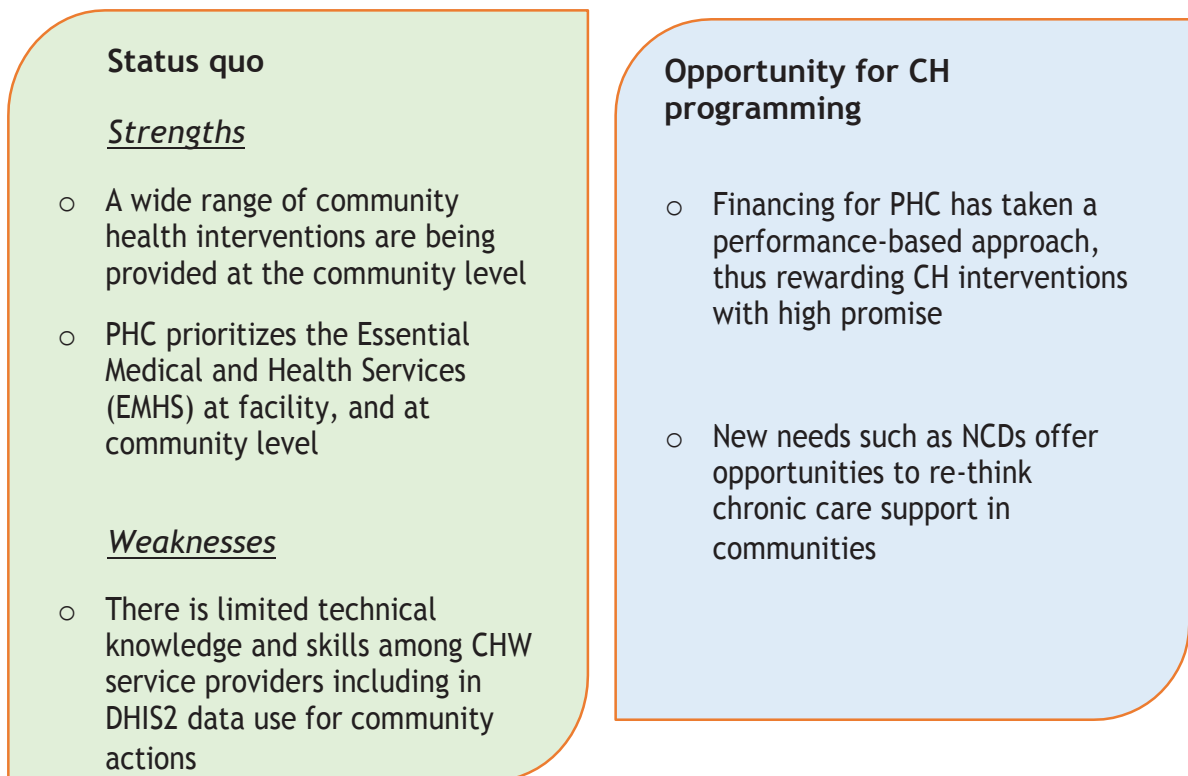 Status quo
Strengths
o A wide range of community
health interventions are being
provided at the community level
o PHC prioritizes the Essential
Medical and Health Services
(EMHS) at facility, and at
community level
Weaknesses
o There is limited technical
knowledge and skills among CHW
service providers including in
DHIS2 data use for community
actions
Opportunity for CH
programming
o Financing for PHC has taken a
performance-based approach,
thus rewarding CH interventions
with high promise
o New needs such as NCDs offer
opportunities to re-think
chronic care support in
communities